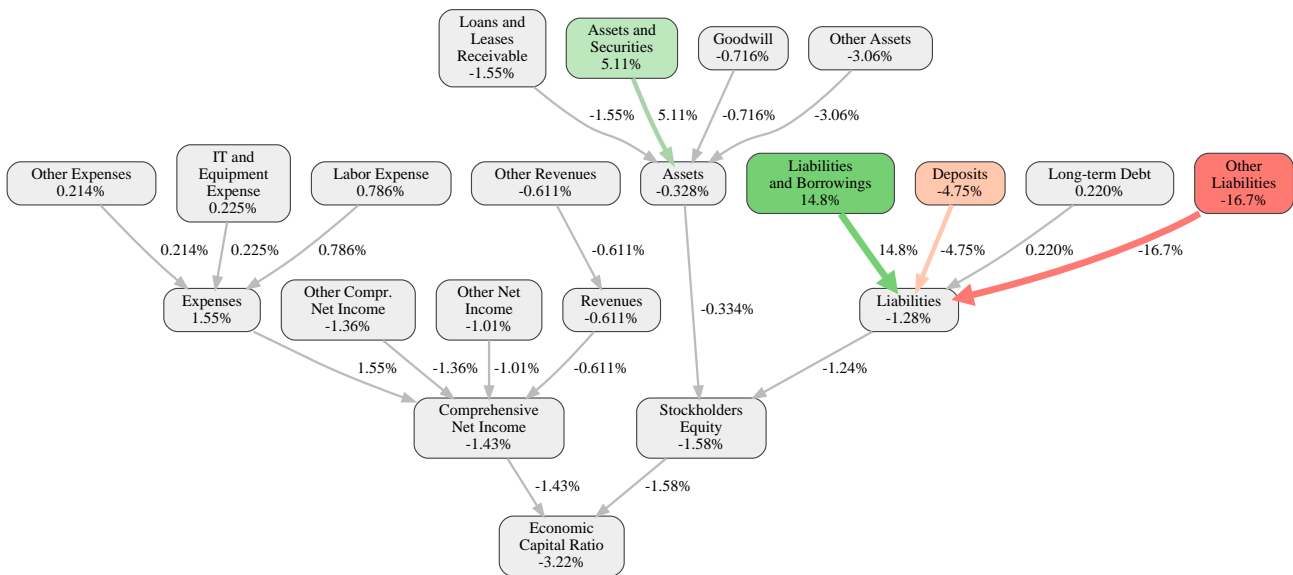 Loans and
Leases
Receivable
-1.55%
Assets and
Securities
5.11%
Goodwill
-0.716%
Other Assets
-3.06%
-1.55%
5.11%
-0.716%
-3.06%
Other Expenses
0.214%
IT and
Equipment
Expense
0.225%
Labor Expense
0.786%
Other Revenues
-0.611%
Assets
-0.328%
Liabilities
and Borrowings
14.8%
Deposits
-4.75%
Long-term Debt
0.220%
Other
Liabilities
-16.7%
0.214%
0.225%
0.786%
-0.611%
14.8%
-4.75%
0.220%
-16.7%
Expenses
1.55%
Other Compr.
Net Income
-1.36%
Other Net
Income
-1.01%
Revenues
-0.611%
-0.334%
Liabilities
-1.28%
1.55%
-1.36%
-1.01%
-0.611%
-1.24%
Comprehensive
Net Income
-1.43%
Stockholders
Equity
-1.58%
-1.43%
-1.58%
Economic
Capital Ratio
-3.22%